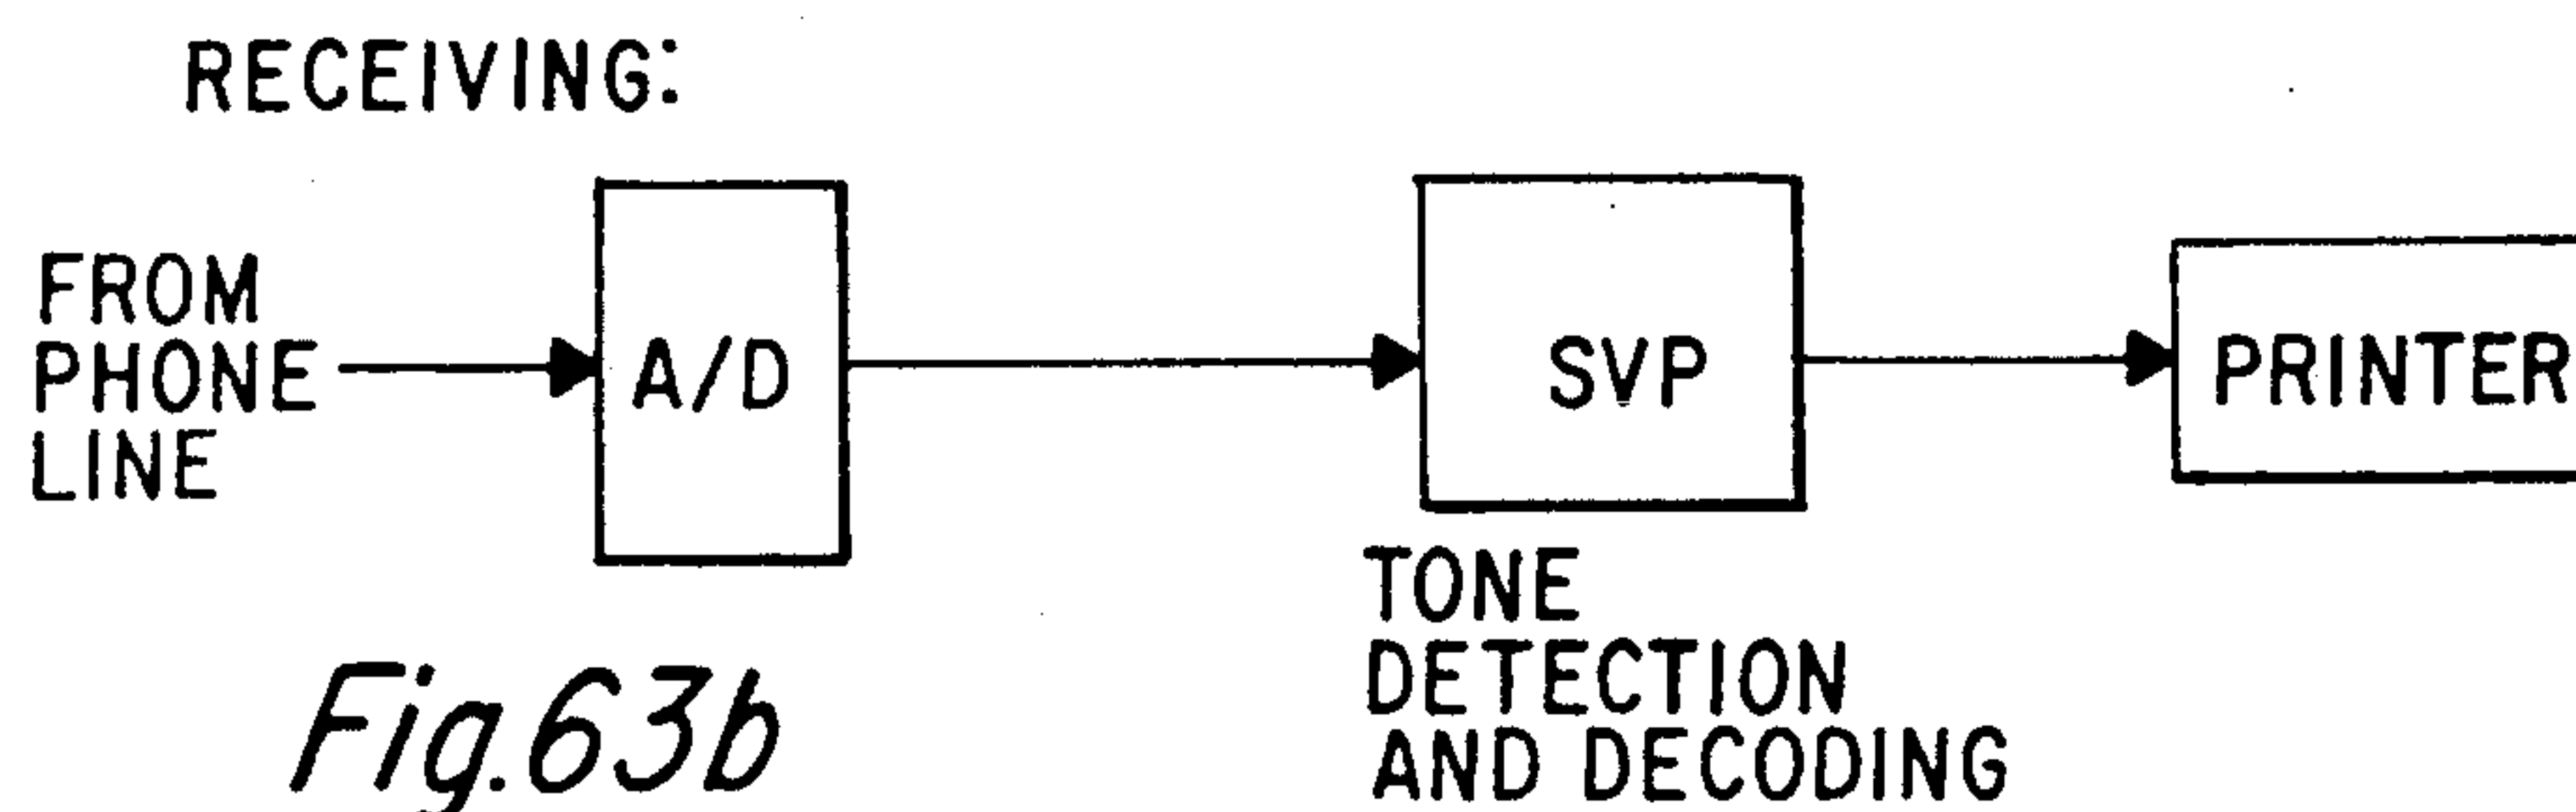 RECEIVING:
FROM
PHONE
LINE
A/D
SVP
PRINTER
TONE
DETECTION
AND DECODING
Fig.63b